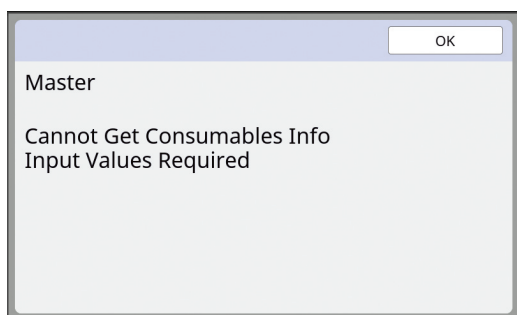 OK
Master
Cannot Get Consumables Info
Input Values Required